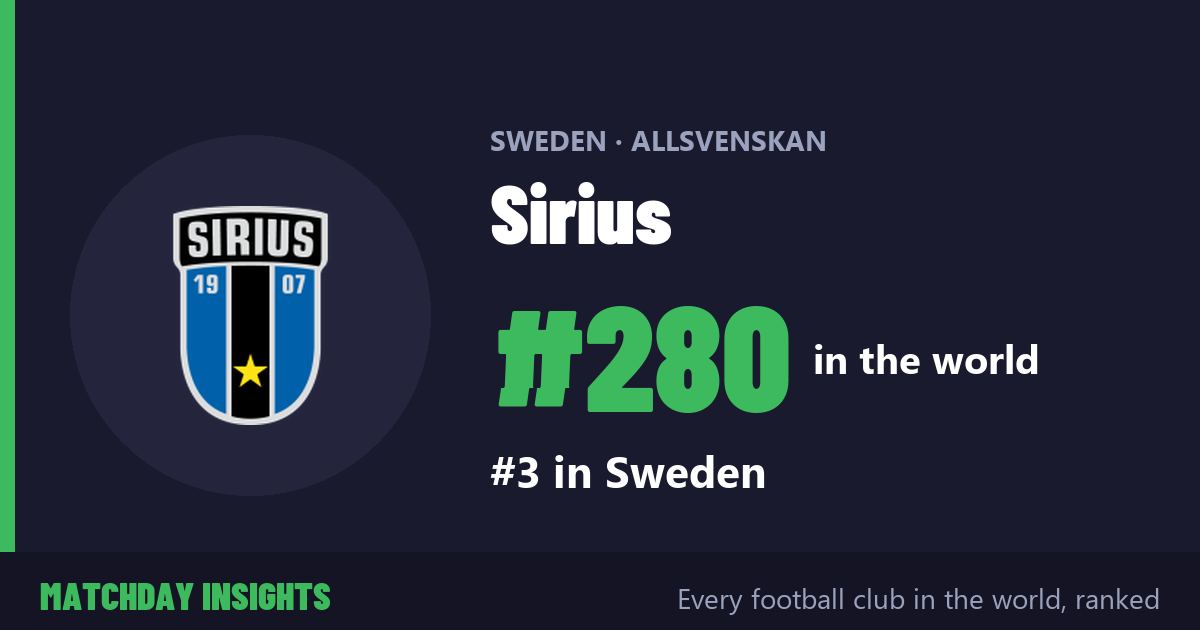 SWEDEN · ALLSVENSKAN
Sirius
SIRIUS
19 07
#280 in the world
#3 in Sweden
MATCHDAY INSIGHTS
Every football club in the world, ranked